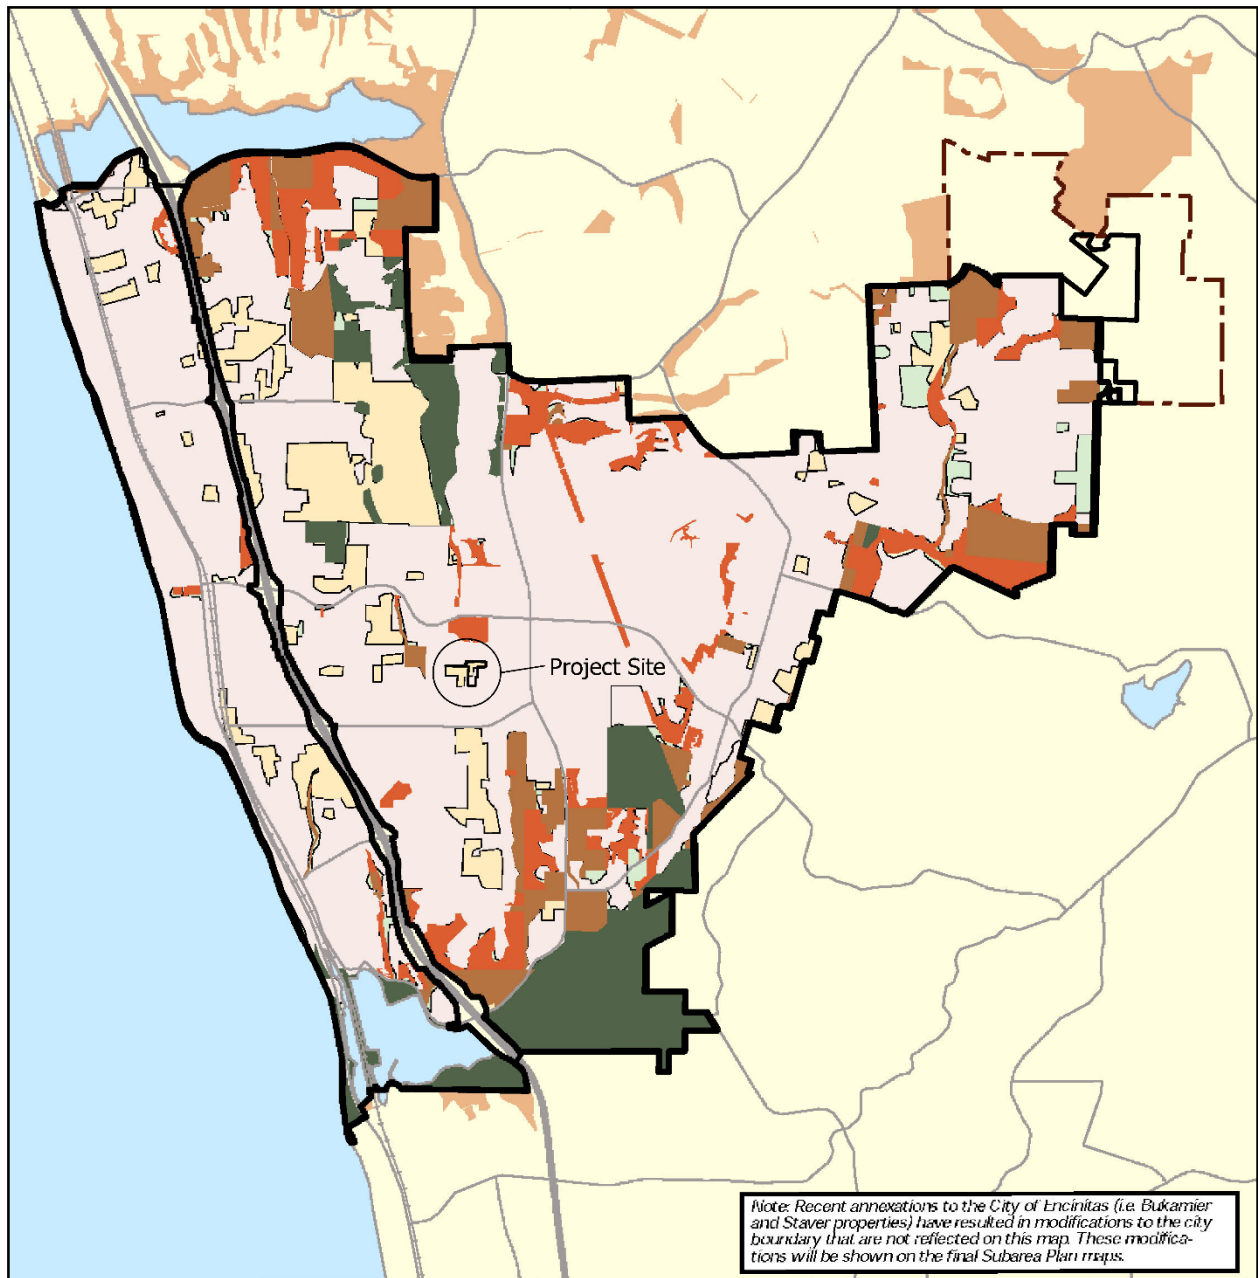 Project Site
Note: Recent annexations to the City of Encinitas (i.e. Bukamier
and Staver properties) have resulted in modifications to the city
boundary that are not reflected on this map. These modifica-
tions will be shown on the final Subarea Plan maps.